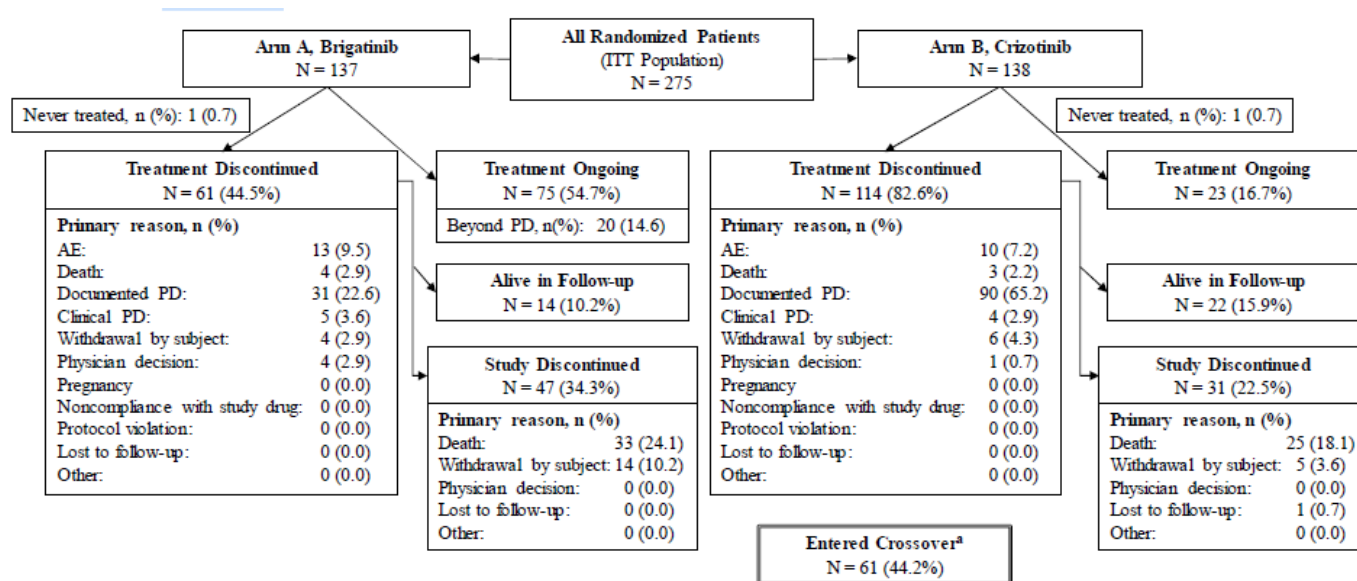 All Randomized Patients
(ITT Population)
N = 275
Arm A, Brigatinib
N = 137
Never treated, n (%): 1 (0.7)
Treatment Discontinued
N = 61 (44.5%)
Primary reason, n (%)
AE: 13 (9.5)
Death: 4 (2.9)
Documented PD: 31 (22.6)
Clinical PD: 5 (3.6)
Withdrawal by subject: 4 (2.9)
Physician decision: 4 (2.9)
Pregnancy 0 (0.0)
Noncompliance with study drug: 0 (0.0)
Protocol violation: 0 (0.0)
Lost to follow-up: 0 (0.0)
Other: 0 (0.0)
Treatment Ongoing
N = 75 (54.7%)
Beyond PD, n(%): 20 (14.6)
Alive in Follow-up
N = 14 (10.2%)
Study Discontinued
N = 47 (34.3%)
Primary reason, n (%)
Death: 33 (24.1)
Withdrawal by subject: 14 (10.2)
Physician decision: 0 (0.0)
Lost to follow-up: 0 (0.0)
Other: 0 (0.0)
Arm B, Crizotinib
N = 138
Never treated, n (%): 1 (0.7)
Treatment Discontinued
N = 114 (82.6%)
Primary reason, n (%)
AE: 10 (7.2)
Death: 3 (2.2)
Documented PD: 90 (65.2)
Clinical PD: 4 (2.9)
Withdrawal by subject: 6 (4.3)
Physician decision: 1 (0.7)
Pregnancy 0 (0.0)
Noncompliance with study drug: 0 (0.0)
Protocol violation: 0 (0.0)
Lost to follow-up: 0 (0.0)
Other: 0 (0.0)
Treatment Ongoing
N = 23 (16.7%)
Alive in Follow-up
N = 22 (15.9%)
Study Discontinued
N = 31 (22.5%)
Primary reason, n (%)
Death: 25 (18.1)
Withdrawal by subject: 5 (3.6)
Physician decision: 0 (0.0)
Lost to follow-up: 1 (0.7)
Other: 0 (0.0)
Entered Crossoverᵃ
N = 61 (44.2%)